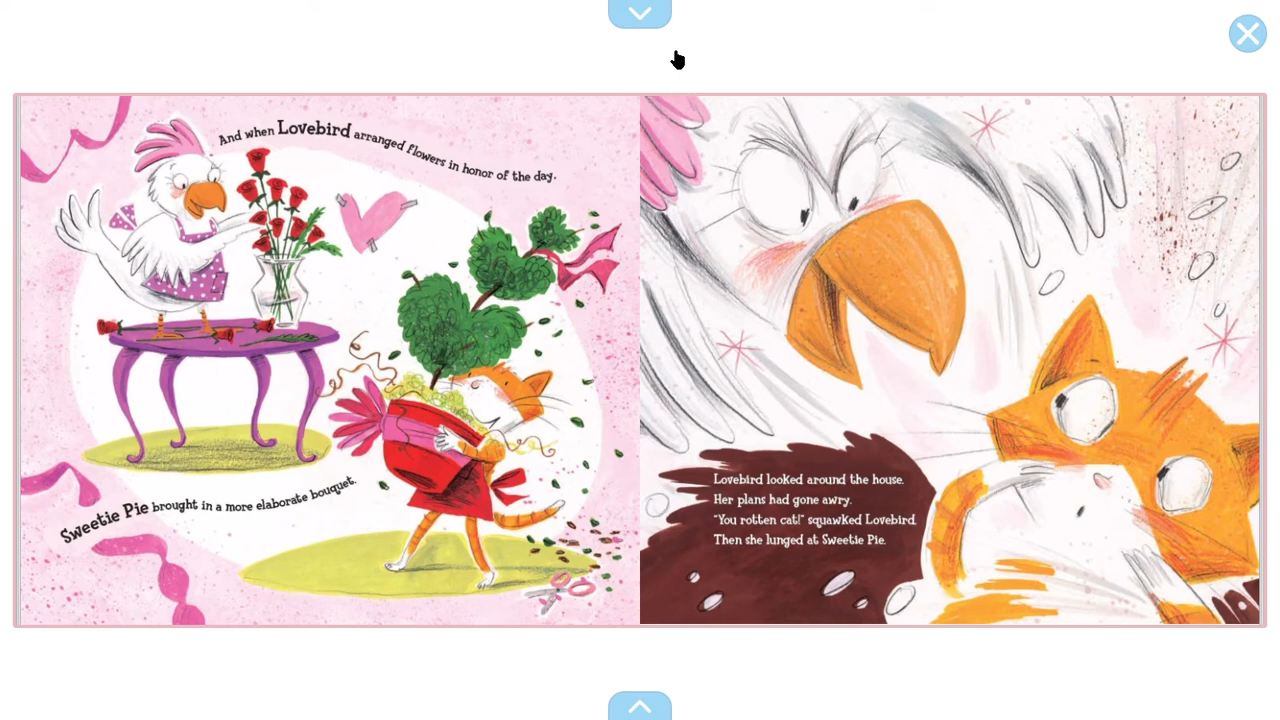 And when Lovebird arranged flowers in honor of the day.
Sweetie Pie brought in a more elaborate bouquet.
Lovebird looked around the house.
Her plans had gone awry.
"You rotten cat!" squawked Lovebird.
Then she lunged at Sweetie Pie.